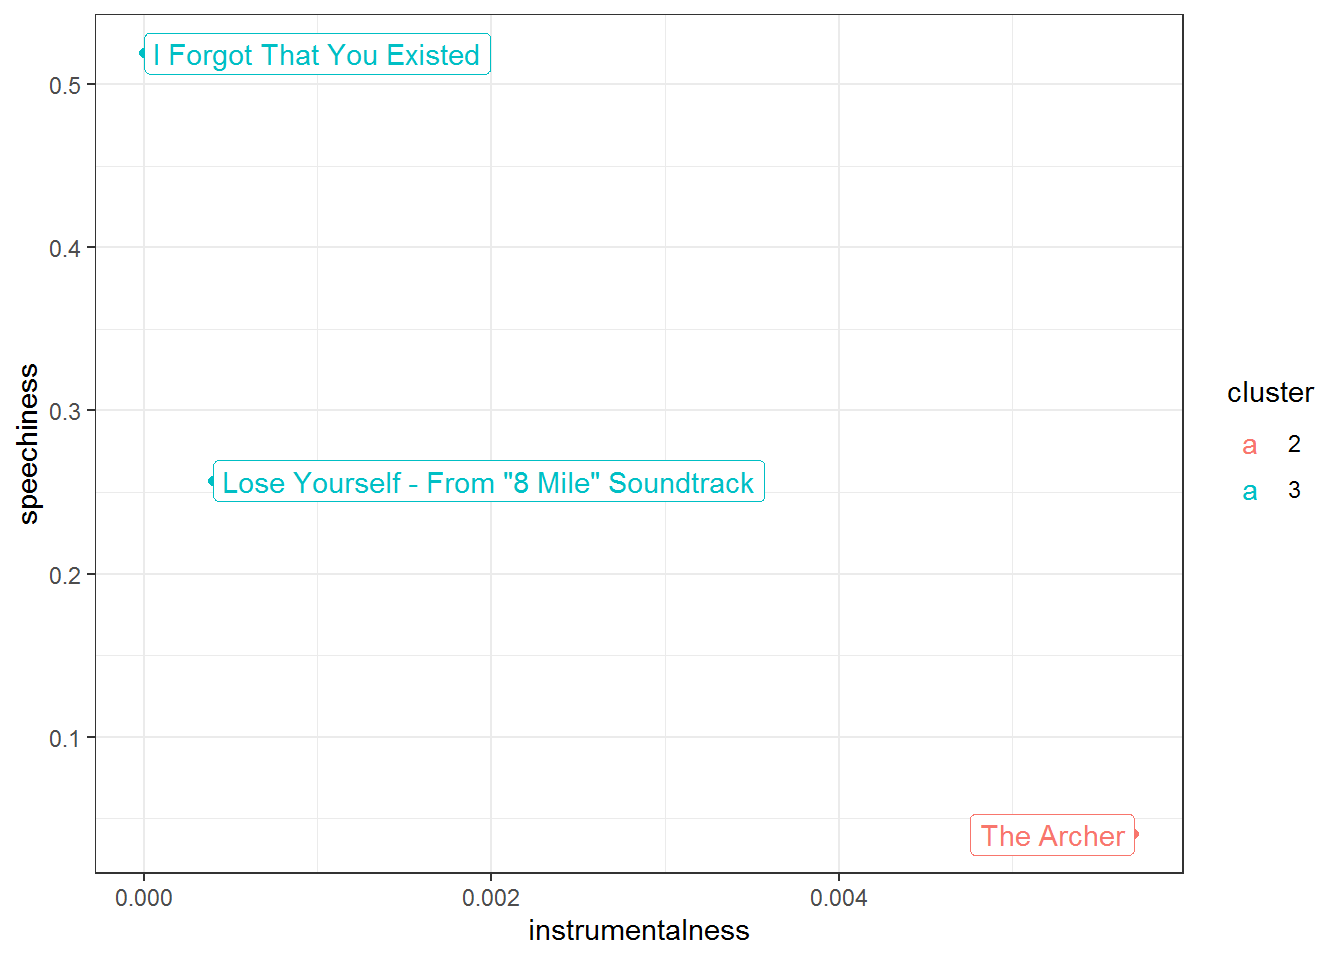 I Forgot That You Existed
0.5
0.4
0.3
0.2
0.1
speechiness
Lose Yourself - From "8 Mile" Soundtrack
The Archer
0.000 0.002 0.004
instrumentalness
cluster
a 2
a 3